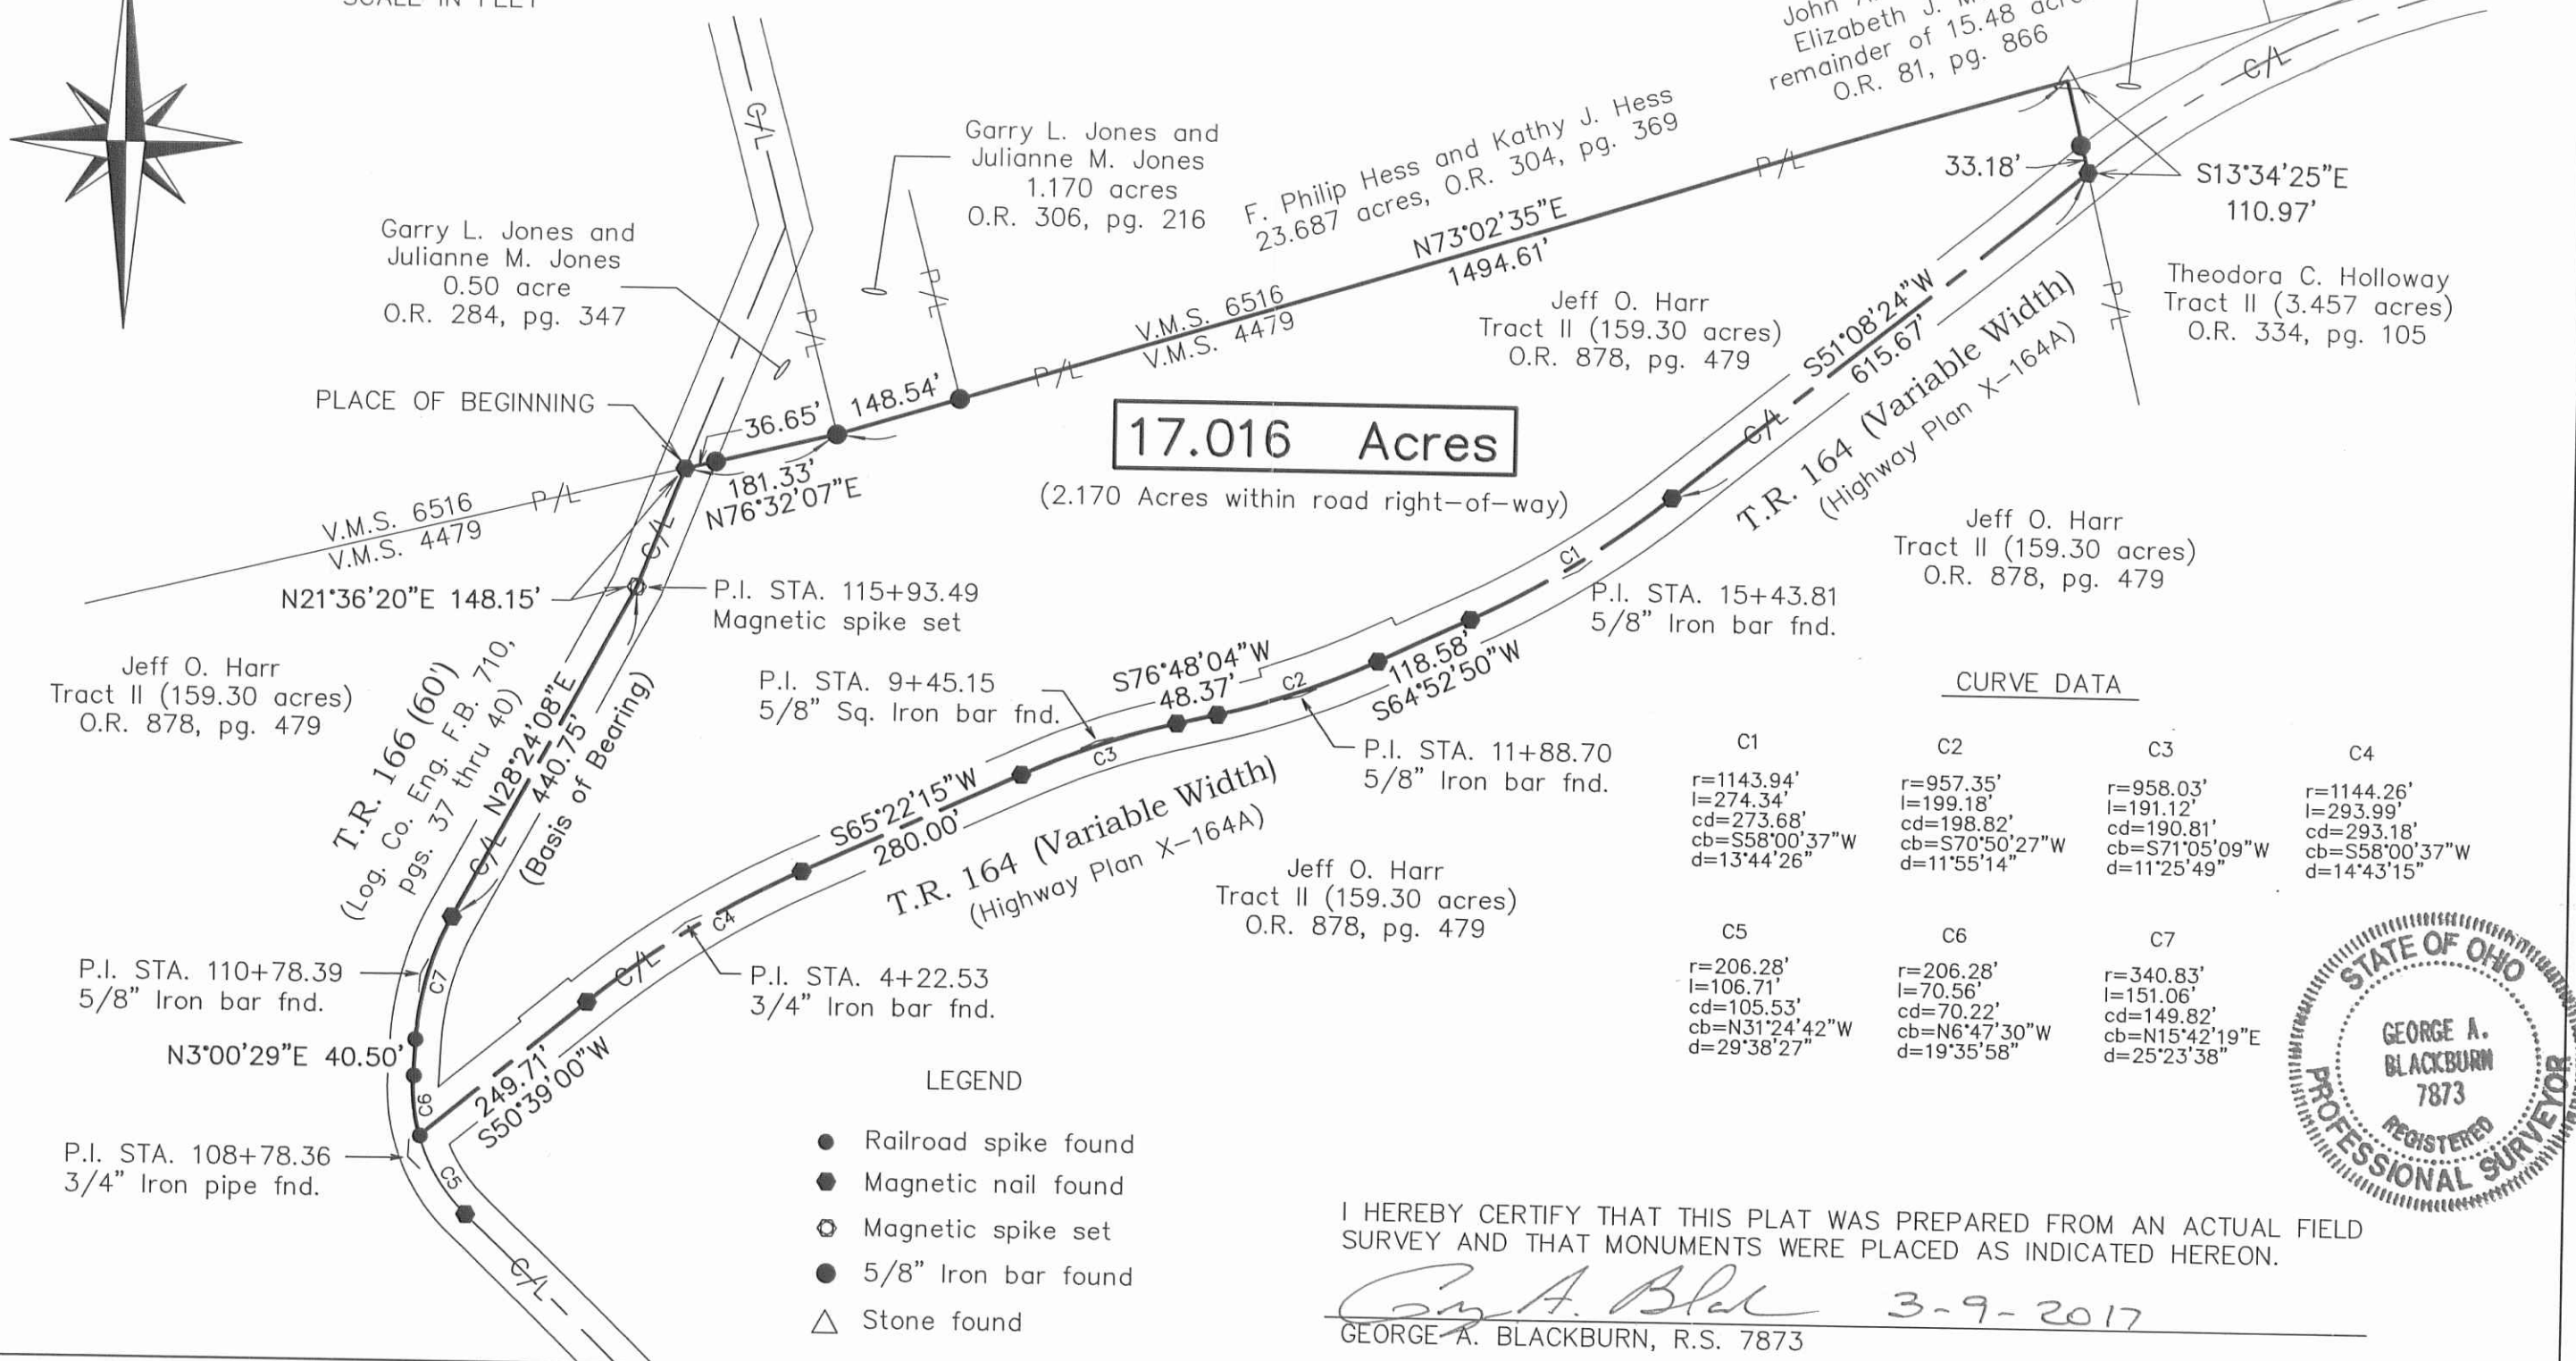 SCALE IN FEET
John
Elizabeth J.
remainder of 15.48
O.R. 81, pg. 866
Garry L. Jones and
Julianne M. Jones
1.170 acres
O.R. 306, pg. 216
F. Philip Hess and Kathy J. Hess
23.687 acres, O.R. 304, pg. 369
Garry L. Jones and
Julianne M. Jones
0.50 acre
O.R. 284, pg. 347
C/L
C/L
P/L
P/L
P/L
P/L
N73°02'35"E
1494.61'
V.M.S. 6516
V.M.S. 4479
33.18'
S13°34'25"E
110.97'
Theodora C. Holloway
Tract II (3.457 acres)
O.R. 334, pg. 105
P/L
Jeff O. Harr
Tract II (159.30 acres)
O.R. 878, pg. 479
S51°08'24"W
615.67'
C/L
T.R. 164 (Variable Width)
(Highway Plan X-164A)
PLACE OF BEGINNING
36.65'
148.54'
181.33'
N76°32'07"E
17.016 Acres
(2.170 Acres within road right-of-way)
V.M.S. 6516
V.M.S. 4479
P/L
C/L
N21°36'20"E 148.15'
P.I. STA. 115+93.49
Magnetic spike set
C1
P.I. STA. 15+43.81
5/8" Iron bar fnd.
Jeff O. Harr
Tract II (159.30 acres)
O.R. 878, pg. 479
Jeff O. Harr
Tract II (159.30 acres)
O.R. 878, pg. 479
T.R. 166 (60')
(Log. Co. Eng. F.B. 710,
pgs. 37 thru 40)
N28°24'08"E
440.75'
C/L
(Basis of Bearing)
P.I. STA. 9+45.15
5/8" Sq. Iron bar fnd.
S76°48'04"W
48.37'
C2
118.58'
S64°52'50"W
P.I. STA. 11+88.70
5/8" Iron bar fnd.
C3
S65°22'15"W
280.00'
T.R. 164 (Variable Width)
(Highway Plan X-164A)
Jeff O. Harr
Tract II (159.30 acres)
O.R. 878, pg. 479
C4
C/L
P.I. STA. 4+22.53
3/4" Iron bar fnd.
P.I. STA. 110+78.39
5/8" Iron bar fnd.
C7
N3°00'29"E 40.50'
C6
249.71'
S50°39'00"W
P.I. STA. 108+78.36
3/4" Iron pipe fnd.
C5
C/L
CURVE DATA
C1
r=1143.94'
l=274.34'
cd=273.68'
cb=S58°00'37"W
d=13°44'26"
C2
r=957.35'
l=199.18'
cd=198.82'
cb=S70°50'27"W
d=11°55'14"
C3
r=958.03'
l=191.12'
cd=190.81'
cb=S71°05'09"W
d=11°25'49"
C4
r=1144.26'
l=293.99'
cd=293.18'
cb=S58°00'37"W
d=14°43'15"
C5
r=206.28'
l=106.71'
cd=105.53'
cb=N31°24'42"W
d=29°38'27"
C6
r=206.28'
l=70.56'
cd=70.22'
cb=N6°47'30"W
d=19°35'58"
C7
r=340.83'
l=151.06'
cd=149.82'
cb=N15°42'19"E
d=25°23'38"
LEGEND
Railroad spike found
Magnetic nail found
Magnetic spike set
5/8" Iron bar found
Stone found
STATE OF OHIO
GEORGE A.
BLACKBURN
7873
REGISTERED
PROFESSIONAL SURVEYOR
I HEREBY CERTIFY THAT THIS PLAT WAS PREPARED FROM AN ACTUAL FIELD
SURVEY AND THAT MONUMENTS WERE PLACED AS INDICATED HEREON.
3-9-2017
GEORGE A. BLACKBURN, R.S. 7873